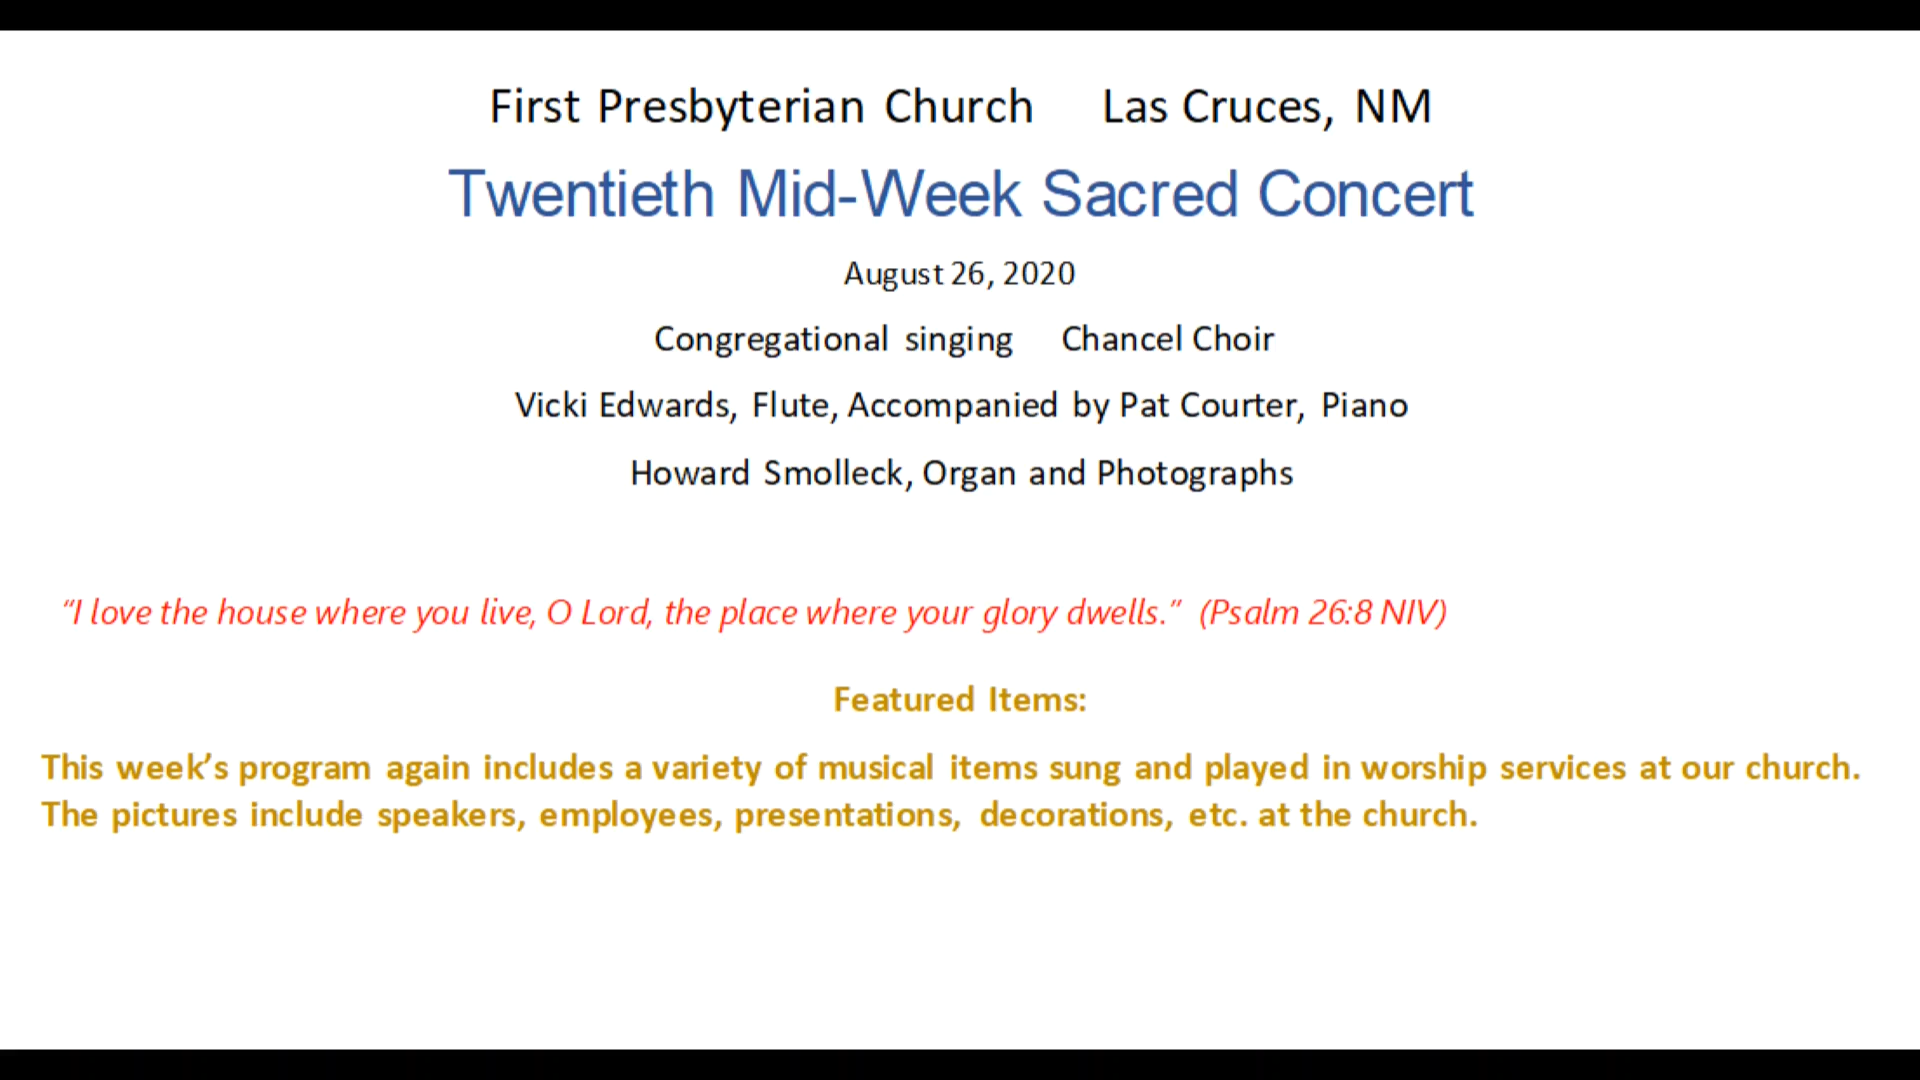 First Presbyterian Church Las Cruces, NM
Twentieth Mid-Week Sacred Concert
August 26, 2020
Congregational singing Chancel Choir
Vicki Edwards, Flute, Accompanied by Pat Courter, Piano
Howard Smolleck, Organ and Photographs
“I love the house where you live, O Lord, the place where your glory dwells.” (Psalm 26:8 NIV)
Featured Items:
This week’s program again includes a variety of musical items sung and played in worship services at our church.
The pictures include speakers, employees, presentations, decorations, etc. at the church.